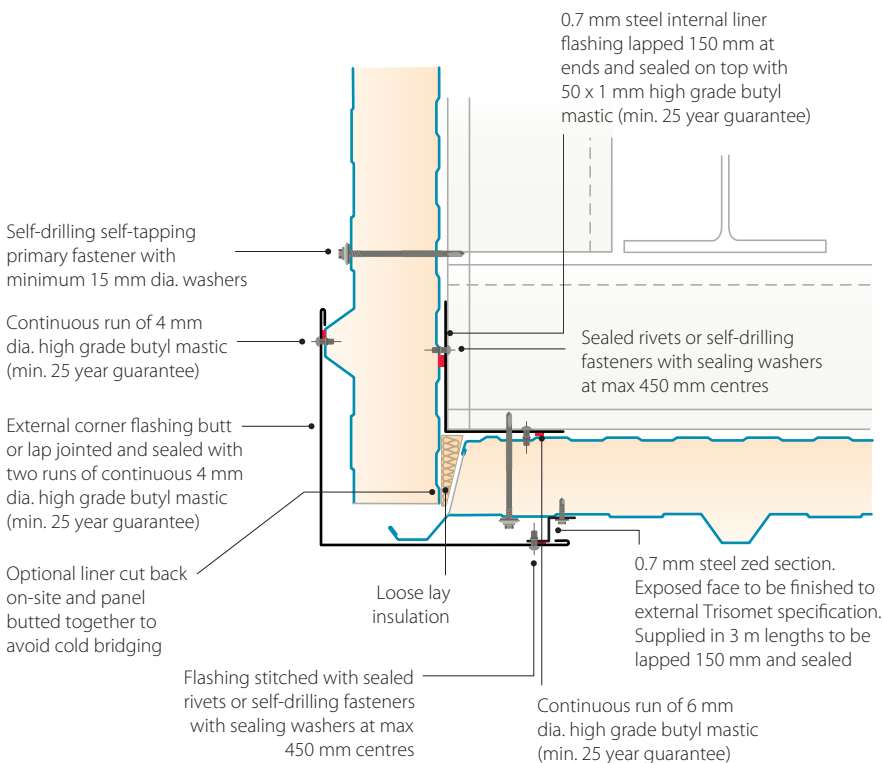 0.7 mm steel internal liner
flashing lapped 150 mm at
ends and sealed on top with
50 x 1 mm high grade butyl
mastic (min. 25 year guarantee)
Self-drilling self-tapping
primary fastener with
minimum 15 mm dia. washers
Continuous run of 4 mm
dia. high grade butyl mastic
(min. 25 year guarantee)
Sealed rivets or self-drilling
fasteners with sealing washers
at max 450 mm centres
External corner flashing butt
or lap jointed and sealed with
two runs of continuous 4 mm
dia. high grade butyl mastic
(min. 25 year guarantee)
Optional liner cut back
on-site and panel
butted together to
avoid cold bridging
Loose lay
insulation
0.7 mm steel zed section.
Exposed face to be finished to
external Trisomet specification.
Supplied in 3 m lengths to be
lapped 150 mm and sealed
Flashing stitched with sealed
rivets or self-drilling fasteners
with sealing washers at max
450 mm centres
Continuous run of 6 mm
dia. high grade butyl mastic
(min. 25 year guarantee)